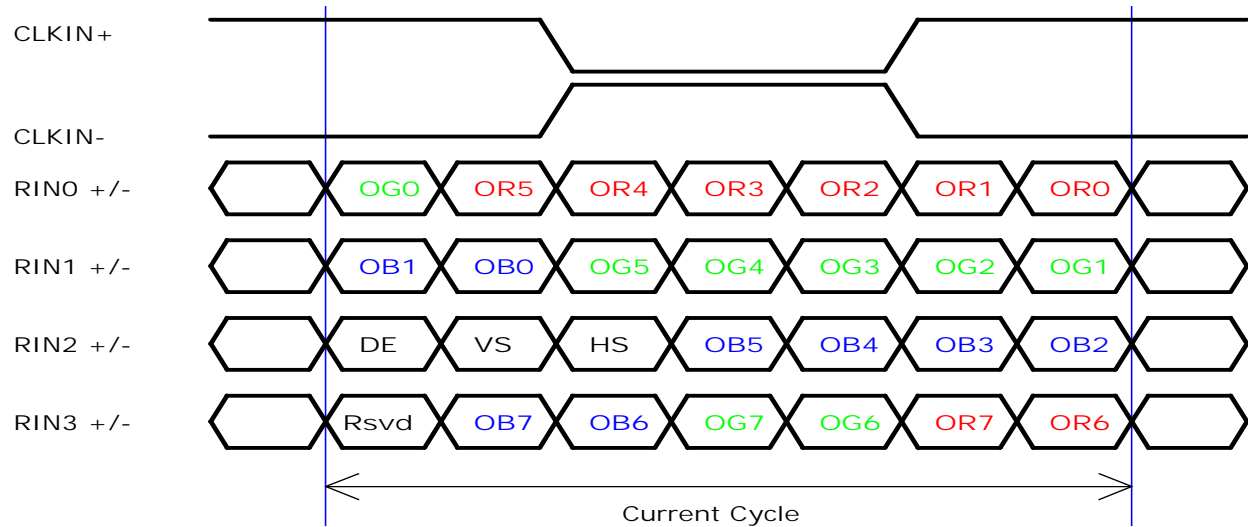 CLKIN+
CLKIN-
RIN0 +/- OG0 OR5 OR4 OR3 OR2 OR1 OR0
RIN1 +/- OB1 OB0 OG5 OG4 OG3 OG2 OG1
RIN2 +/- DE VS HS OB5 OB4 OB3 OB2
RIN3 +/- Rsvd OB7 OB6 OG7 OG6 OR7 OR6
Current Cycle